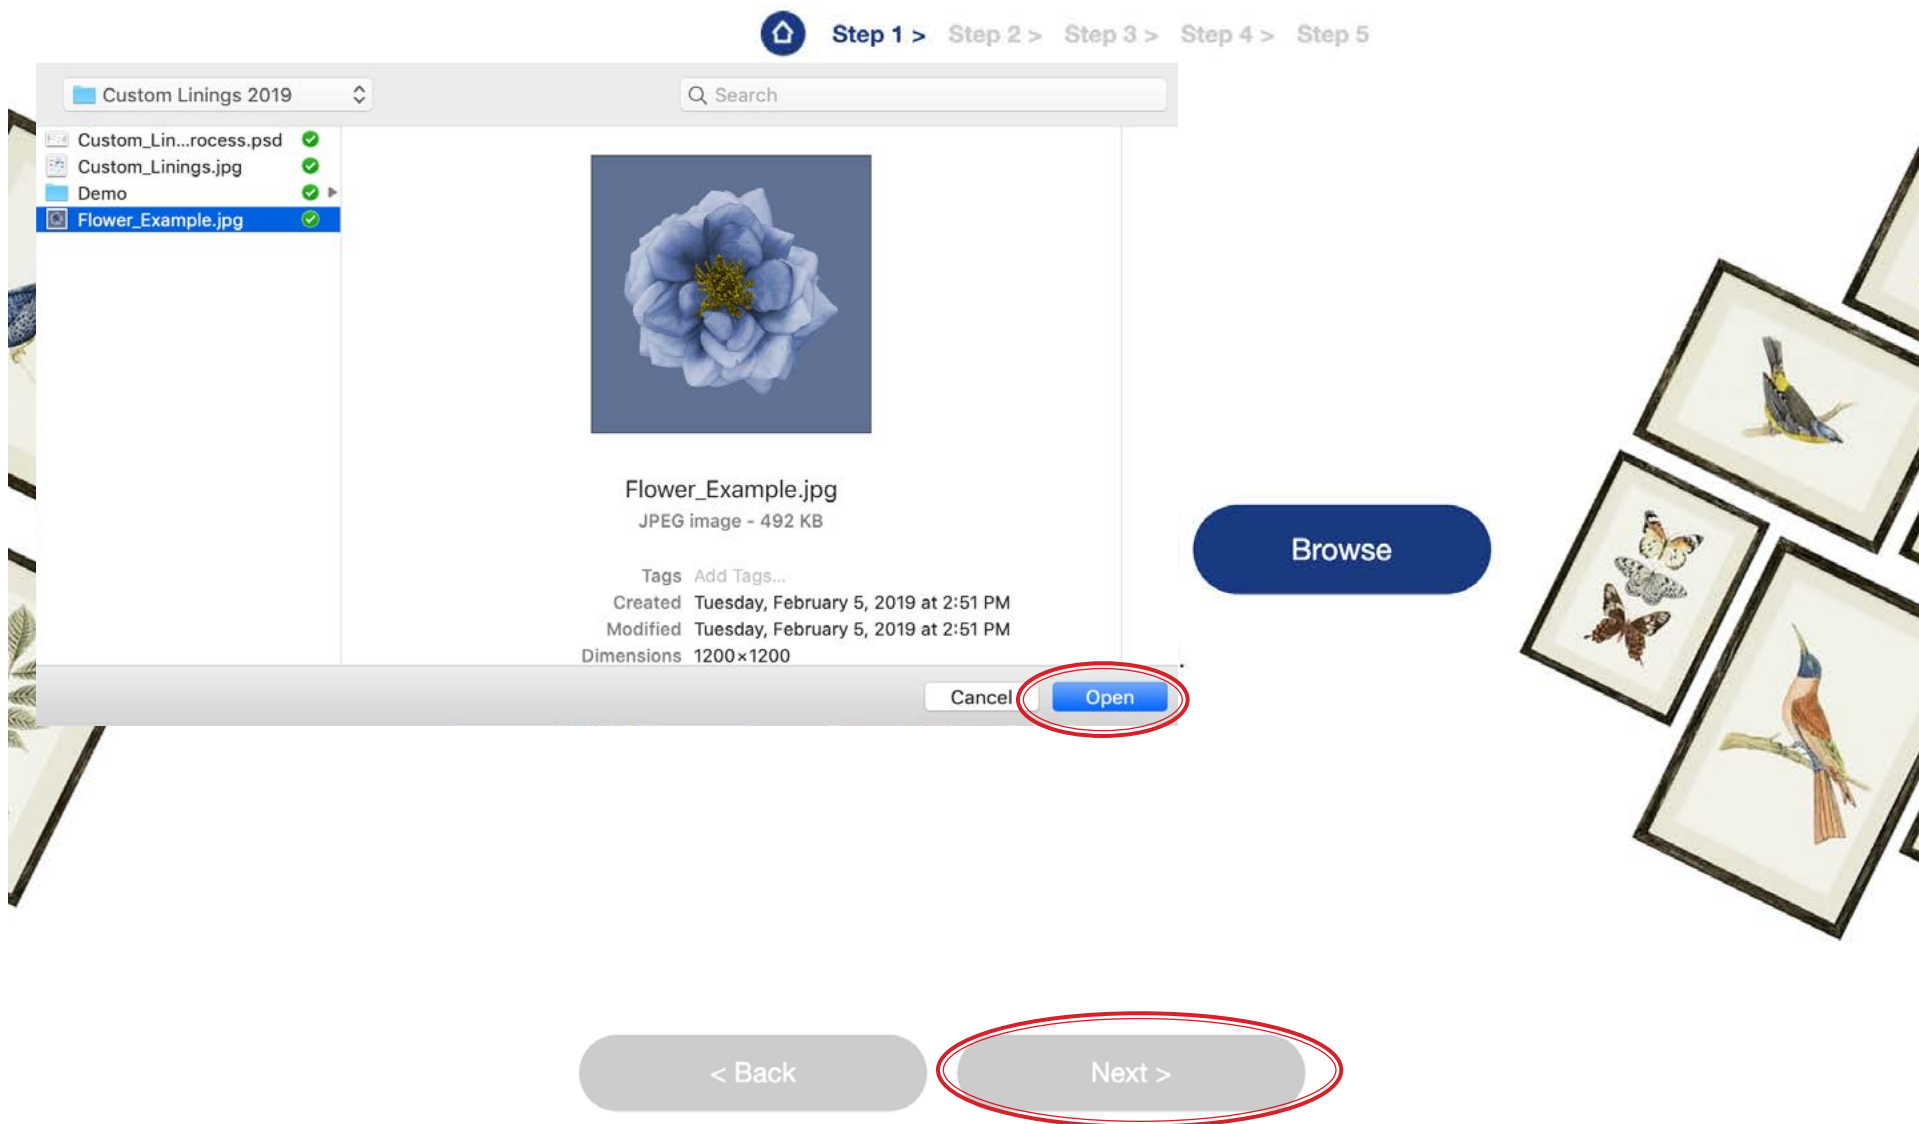 Step 1 > Step 2 > Step 3 > Step 4 > Step 5
Custom Linings 2019
Search
Custom_Lin...rocess.psd
Custom_Linings.jpg
Demo
Flower_Example.jpg
Flower_Example.jpg
JPEG image - 492 KB
Browse
Tags Add Tags...
Created Tuesday, February 5, 2019 at 2:51 PM
Modified Tuesday, February 5, 2019 at 2:51 PM
Dimensions 1200×1200
Cancel Open
< Back Next >